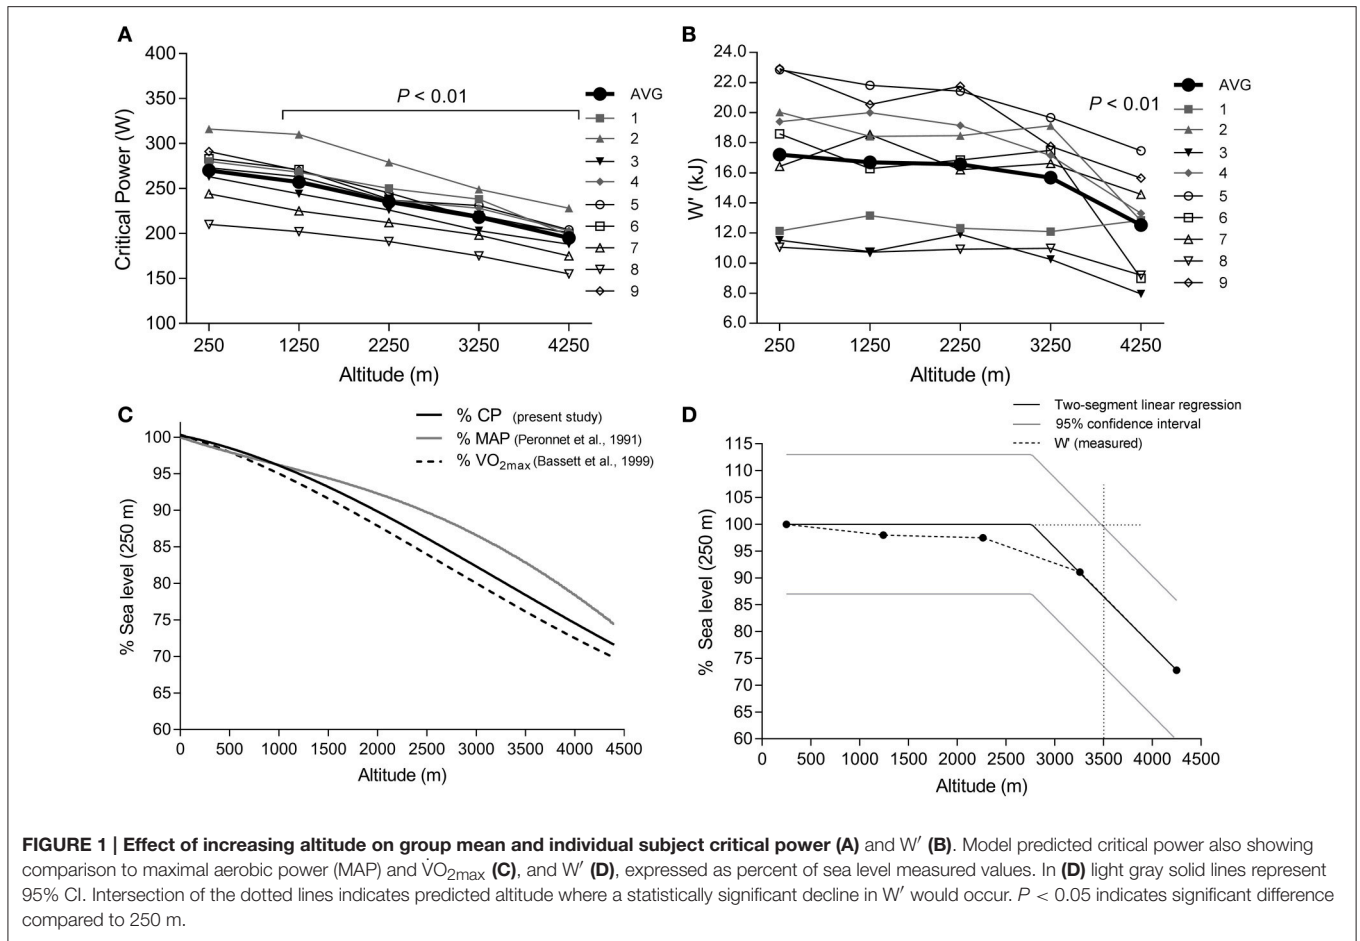 A
400
350
300
250
200
150
100
Critical Power (W)
P < 0.01
250 1250 2250 3250 4250
Altitude (m)
AVG
1
2
3
4
5
6
7
8
9
B
24.0
22.0
20.0
18.0
16.0
14.0
12.0
10.0
8.0
6.0
W' (kJ)
P < 0.01
250 1250 2250 3250 4250
Altitude (m)
AVG
1
2
3
4
5
6
7
8
9
C
% CP (present study)
% MAP (Peronnet et al., 1991)
% VO2max (Bassett et al., 1999)
100
95
90
85
80
75
70
65
60
% Sea level (250 m)
0 500 1000 1500 2000 2500 3000 3500 4000 4500
Altitude (m)
D
Two-segment linear regression
95% confidence interval
W' (measured)
115
113
105
100
95
90
85
80
75
70
65
60
% Sea level (250 m)
0 500 1000 1500 2000 2500 3000 3500 4000 4500
Altitude (m)
FIGURE 1 | Effect of increasing altitude on group mean and individual subject critical power (A) and W′ (B). Model predicted critical power also showing
comparison to maximal aerobic power (MAP) and V̇O2max (C), and W′ (D), expressed as percent of sea level measured values. In (D) light gray solid lines represent
95% CI. Intersection of the dotted lines indicates predicted altitude where a statistically significant decline in W′ would occur. P < 0.05 indicates significant difference
compared to 250 m.